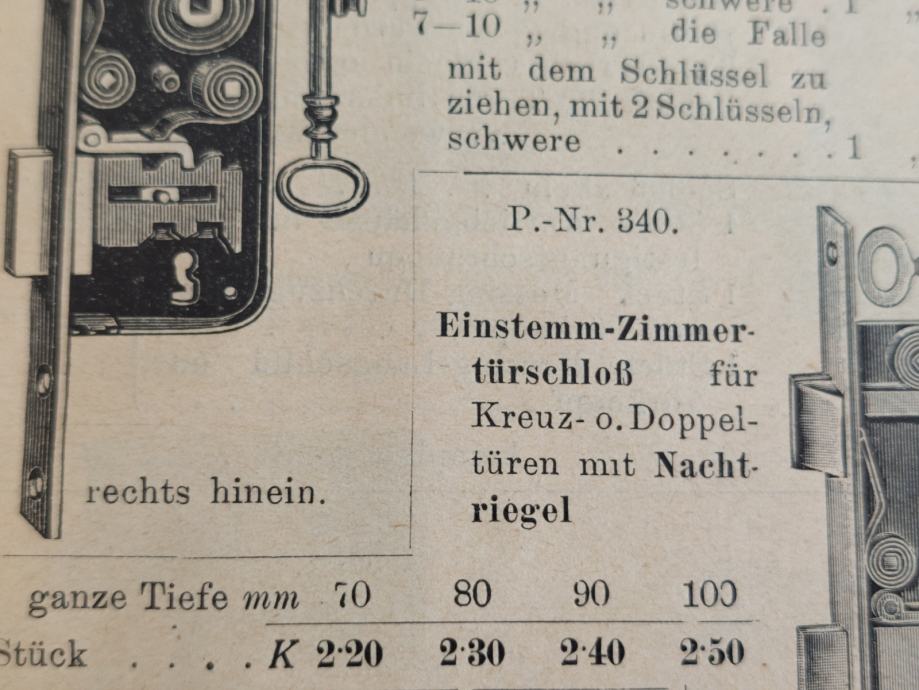 7—10 „ „ die Falle
mit dem Schlüssel zu
ziehen, mit 2 Schlüsseln,
schwere . . . . . . . 1 „
P.-Nr. 340.
Einstemm-Zimmer-
türschloß für
Kreuz- o. Doppel-
türen mit Nacht-
riegel
rechts hinein.
ganze Tiefe mm 70 80 90 100
Stück . . . . K 2·20 2·30 2·40 2·50